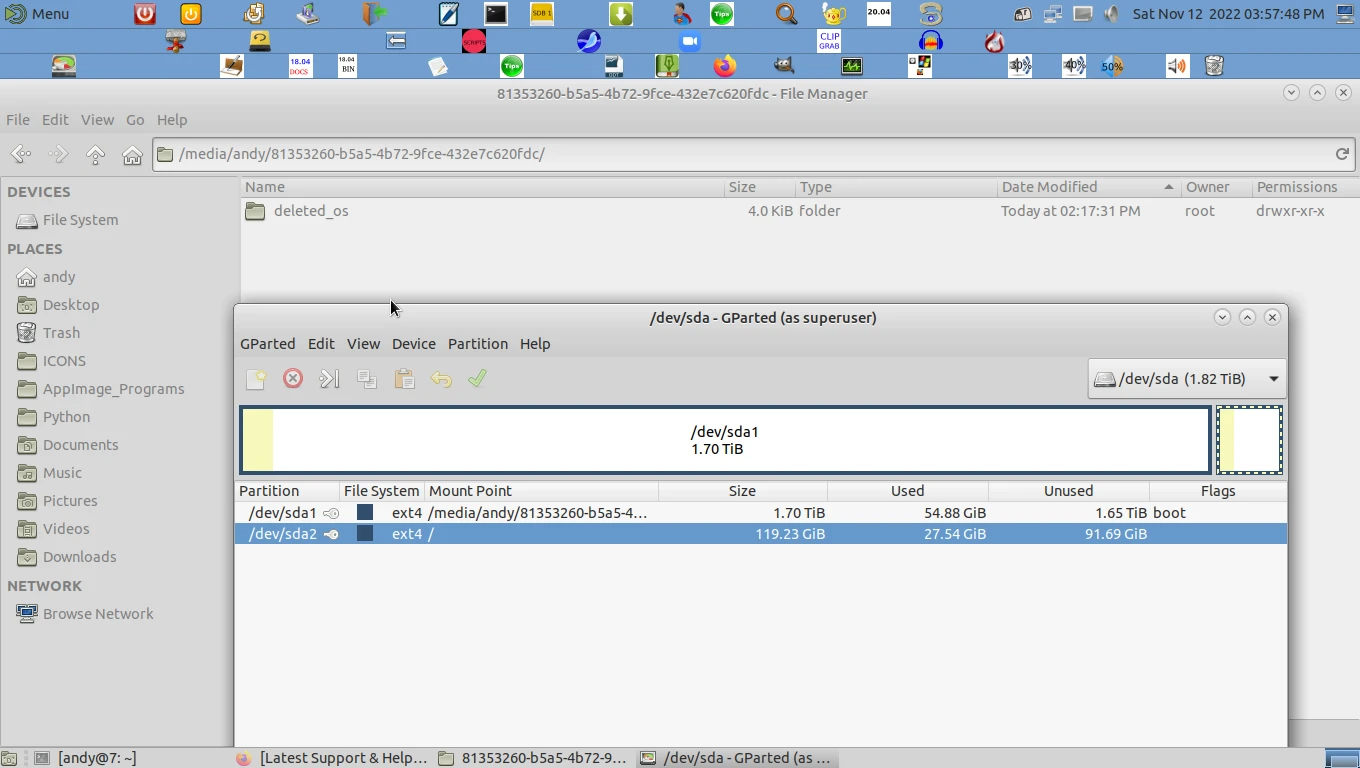 Menu
SDB 1
Tips
20.04
Sat Nov 12 2022 03:57:48 PM
SCRIPTS
CLIP
GRAB
18.04
DOCS
18.04
BIN
Tips
30%
40%
50%
81353260-b5a5-4b72-9fce-432e7c620fdc - File Manager
File Edit View Go Help
/media/andy/81353260-b5a5-4b72-9fce-432e7c620fdc/
DEVICES
File System
PLACES
andy
Desktop
Trash
ICONS
AppImage_Programs
Python
Documents
Music
Pictures
Videos
Downloads
NETWORK
Browse Network
Name Size Type Date Modified Owner Permissions
deleted_os 4.0 KiB folder Today at 02:17:31 PM root drwxr-xr-x
/dev/sda - GParted (as superuser)
GParted Edit View Device Partition Help
/dev/sda (1.82 TiB)
/dev/sda1
1.70 TiB
Partition File System Mount Point Size Used Unused Flags
/dev/sda1 ext4 /media/andy/81353260-b5a5-4... 1.70 TiB 54.88 GiB 1.65 TiB boot
/dev/sda2 ext4 / 119.23 GiB 27.54 GiB 91.69 GiB
[andy@7: ~] [Latest Support & Help... 81353260-b5a5-4b72-9... /dev/sda - GParted (as ...